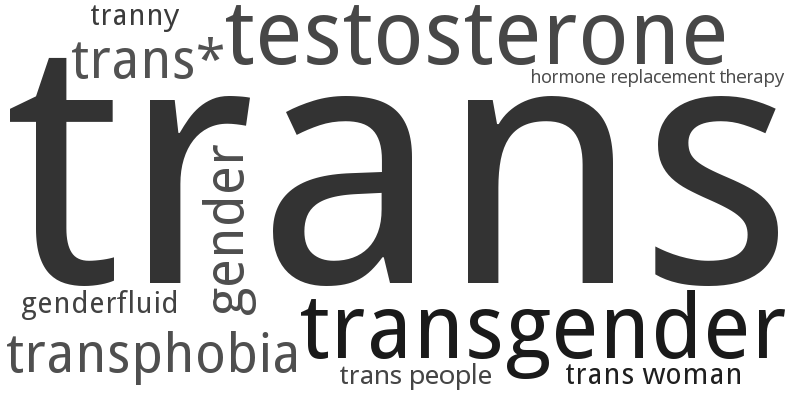 tranny
trans*
testosterone
hormone replacement therapy
trans
gender
genderfluid
transgender
transphobia
trans people
trans woman